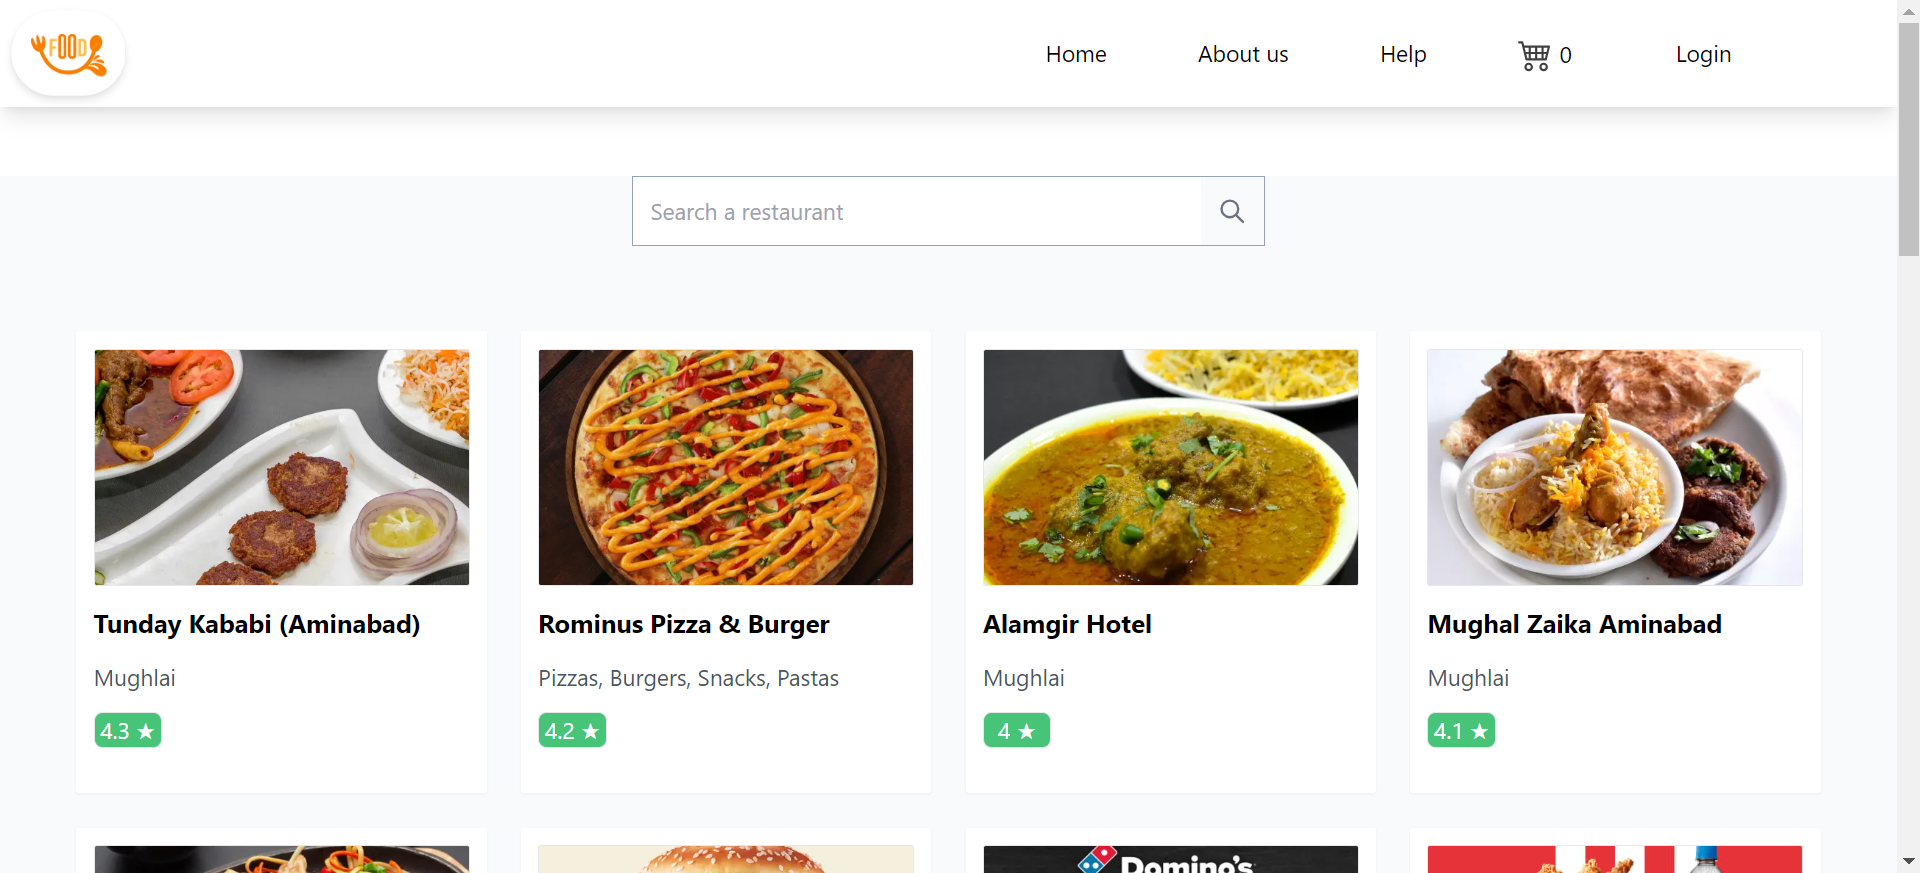 FOOD
Home About us Help 0 Login
Search a restaurant
Tunday Kababi (Aminabad)
Mughlai
4.3 ★
Rominus Pizza & Burger
Pizzas, Burgers, Snacks, Pastas
4.2 ★
Alamgir Hotel
Mughlai
4 ★
Mughal Zaika Aminabad
Mughlai
4.1 ★
Domino's